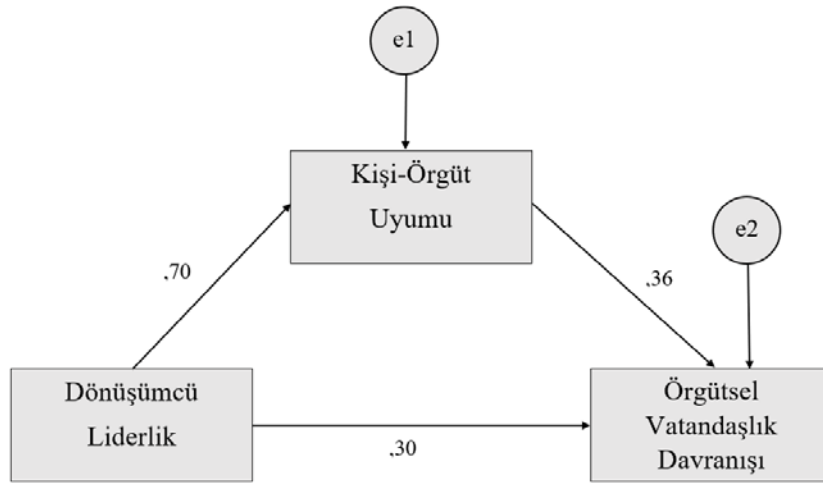 e1
Kişi-Örgüt
Uyumu
e2
,70
,36
Dönüşümcü
Liderlik
,30
Örgütsel
Vatandaşlık
Davranışı